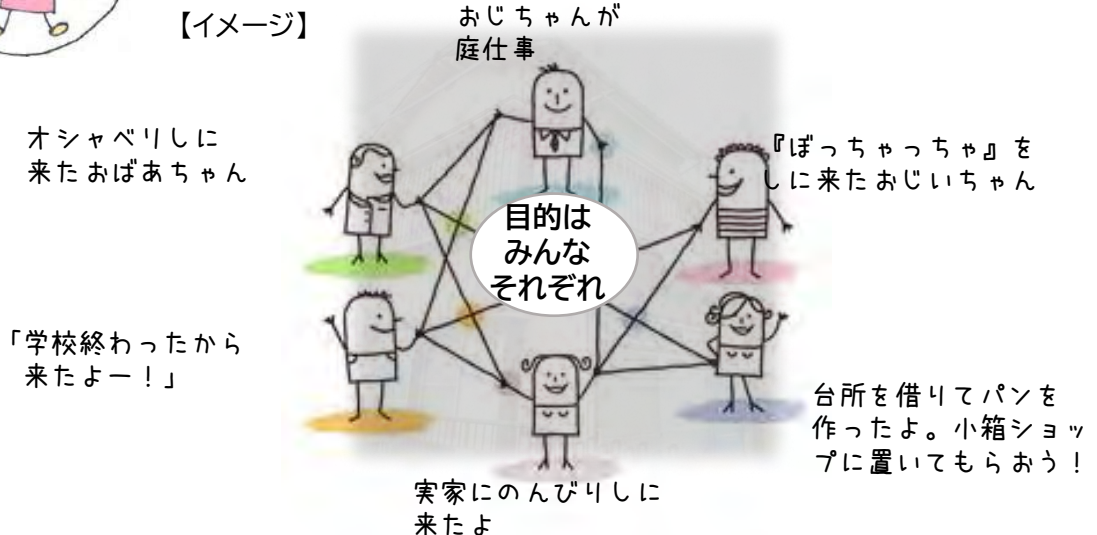 【イメージ】
おじちゃんが
庭仕事
オシャベリしに
来たおばあちゃん
『ぼっちゃっちゃ』を
しに来たおじいちゃん
目的は
みんな
それぞれ
「学校終わったから
来たよー！」
台所を借りてパンを
作ったよ。小箱ショッ
プに置いてもらおう！
実家にのんびりしに
来たよ